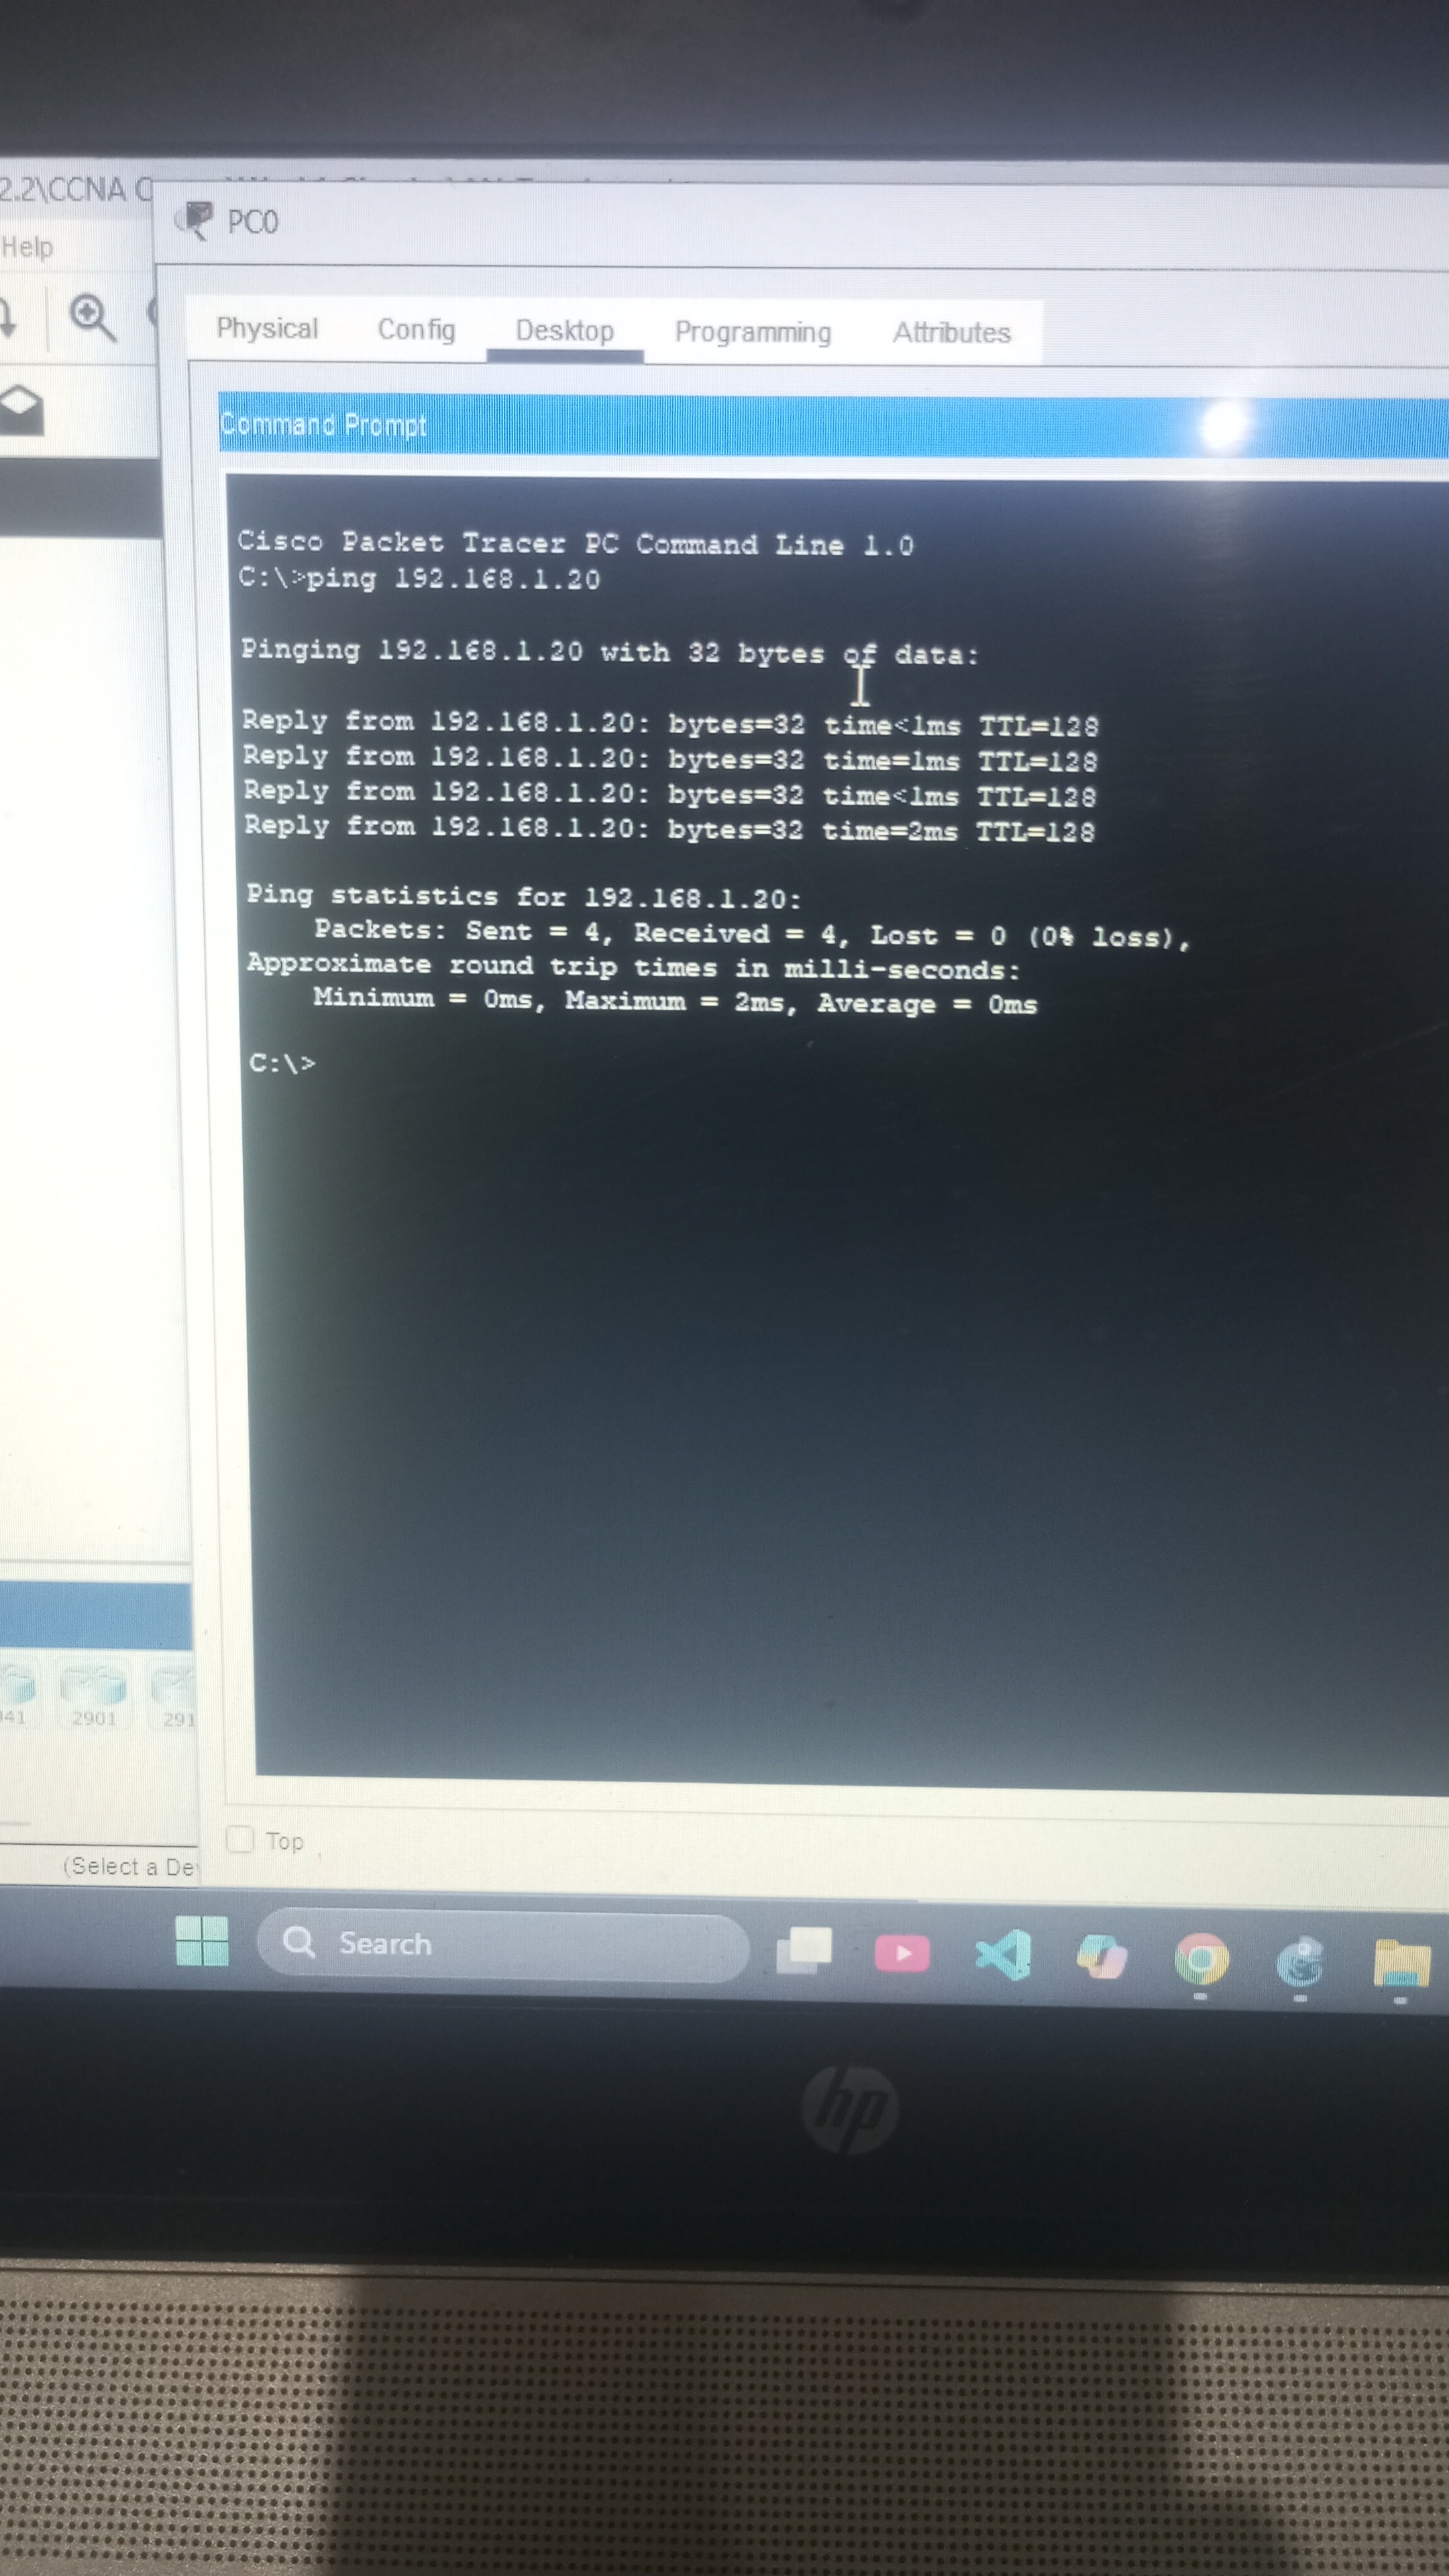 2.2\CCNA C
PC0
Help
Physical Config Desktop Programming Attributes
Command Prompt
Cisco Packet Tracer PC Command Line 1.0
C:\>ping 192.168.1.20
Pinging 192.168.1.20 with 32 bytes of data:
Reply from 192.168.1.20: bytes=32 time<1ms TTL=128
Reply from 192.168.1.20: bytes=32 time=1ms TTL=128
Reply from 192.168.1.20: bytes=32 time<1ms TTL=128
Reply from 192.168.1.20: bytes=32 time=2ms TTL=128
Ping statistics for 192.168.1.20:
Packets: Sent = 4, Received = 4, Lost = 0 (0% loss),
Approximate round trip times in milli-seconds:
Minimum = 0ms, Maximum = 2ms, Average = 0ms
C:\>
941 2901 291
Top
(Select a De
Search
hp